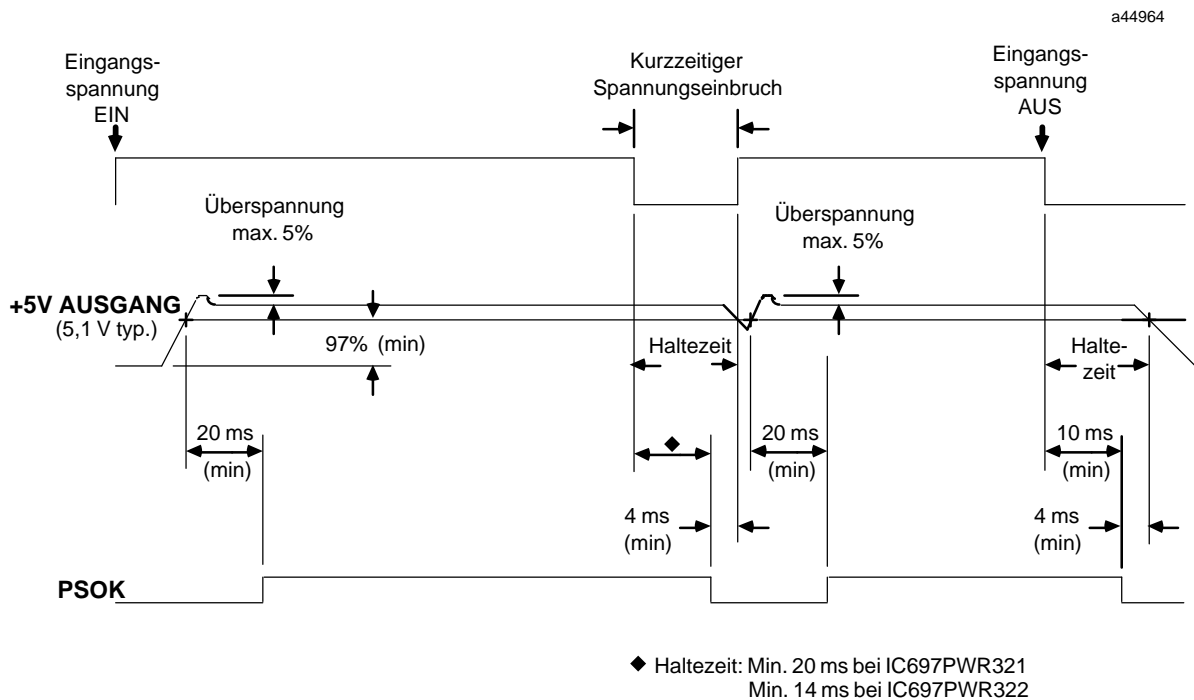 a44964
Eingangs-
spannung
EIN
Kurzzeitiger
Spannungseinbruch
Eingangs-
spannung
AUS
Überspannung
max. 5%
Überspannung
max. 5%
+5V AUSGANG
(5,1 V typ.)
97% (min)
Haltezeit
Halte-
zeit
20 ms
(min)
◆
20 ms
(min)
10 ms
(min)
4 ms
(min)
4 ms
(min)
PSOK
◆ Haltezeit: Min. 20 ms bei IC697PWR321
Min. 14 ms bei IC697PWR322